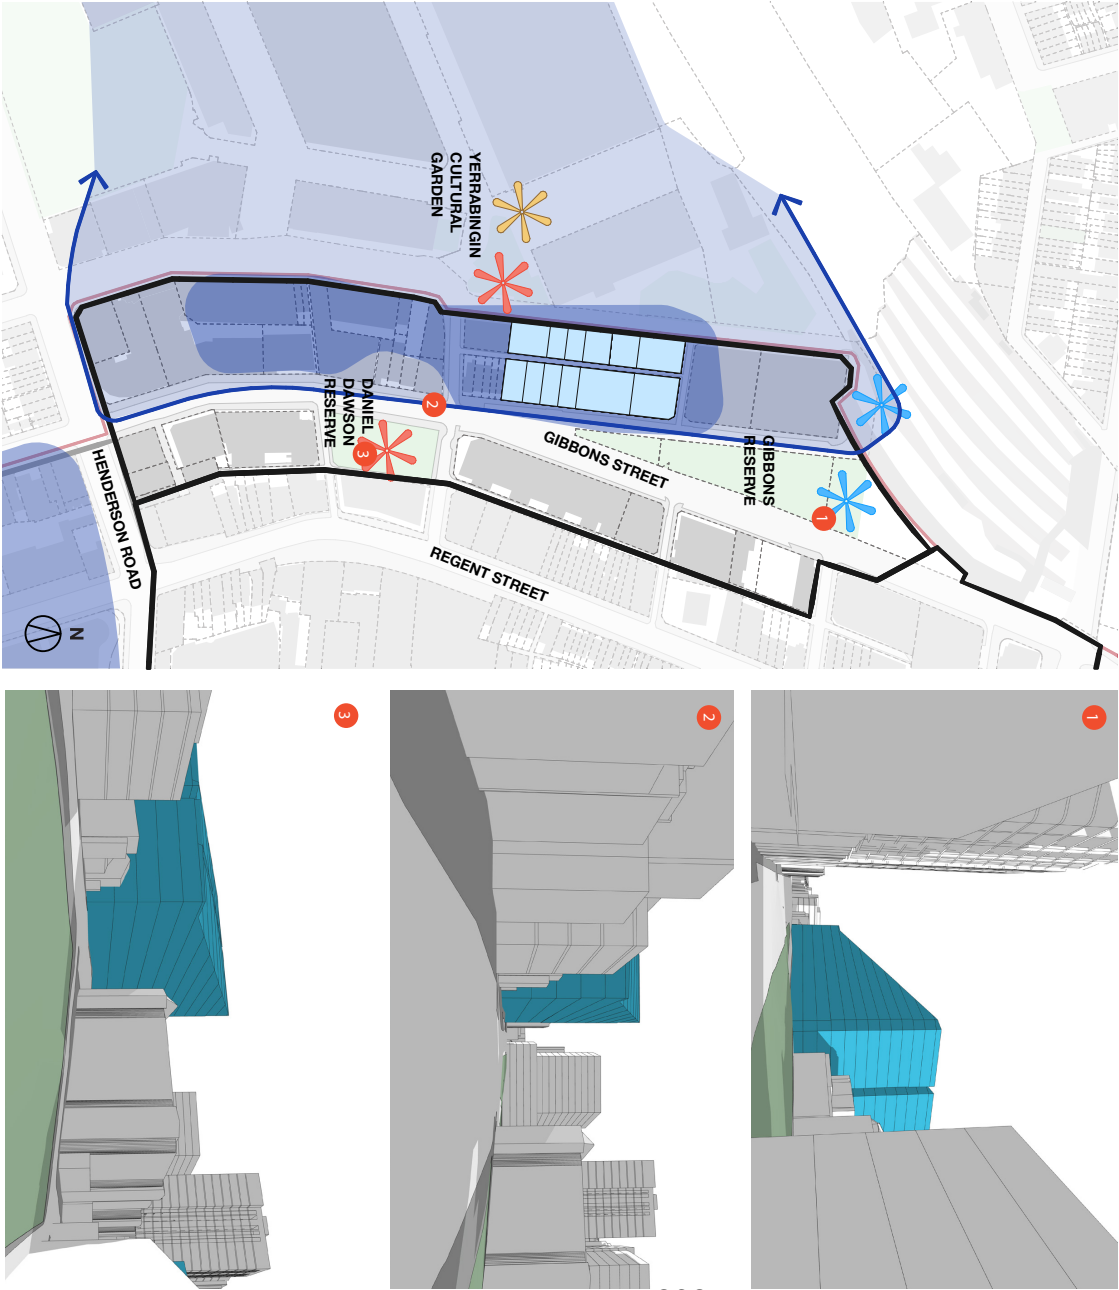 YERRABINGIN
CULTURAL
GARDEN
DANIEL
DAWSON
RESERVE
GIBBONS
RESERVE
GIBBONS STREET
REGENT STREET
HENDERSON ROAD
N
1
2
3
1
2
3